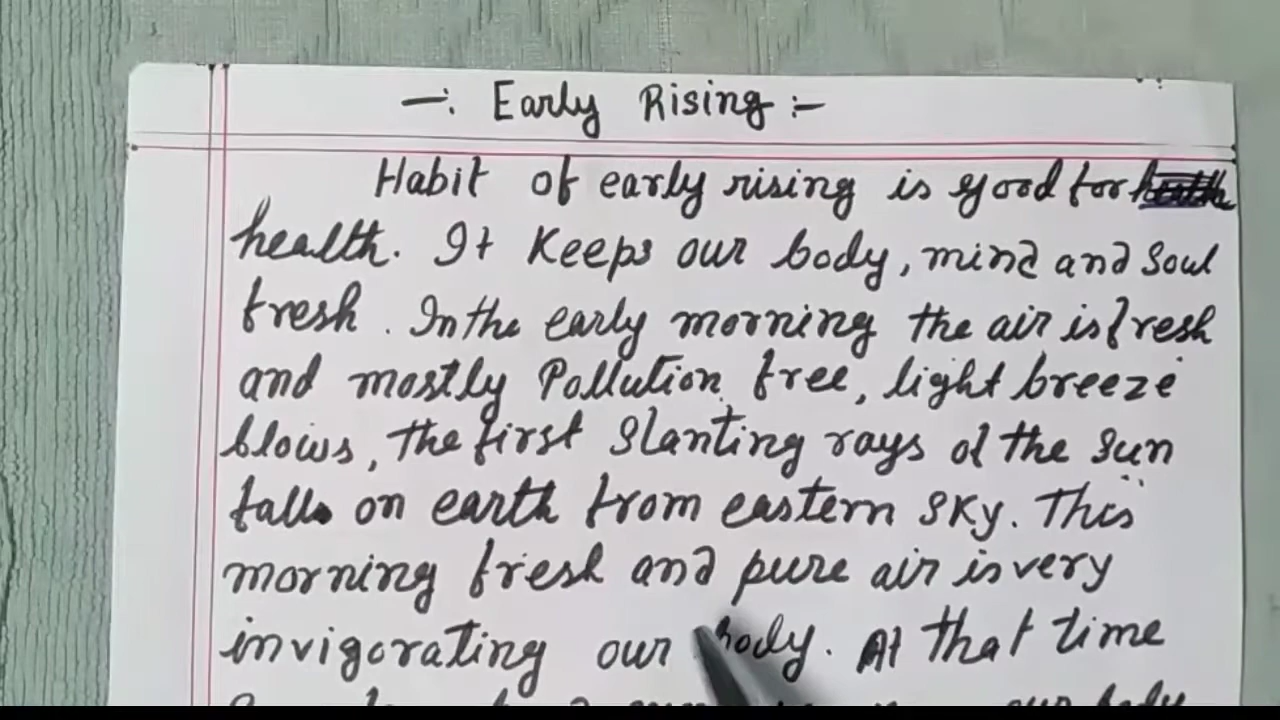 —: Early Rising :—
Habit of early rising is good for
health. It Keeps our body, mind and Soul
fresh. In the early morning the air is fresh
and mostly Pollution free, light breeze
blows, the first Slanting rays of the Sun
fall on earth from eastern Sky. This
morning fresh and pure air is very
invigorating our body. At that time
our body